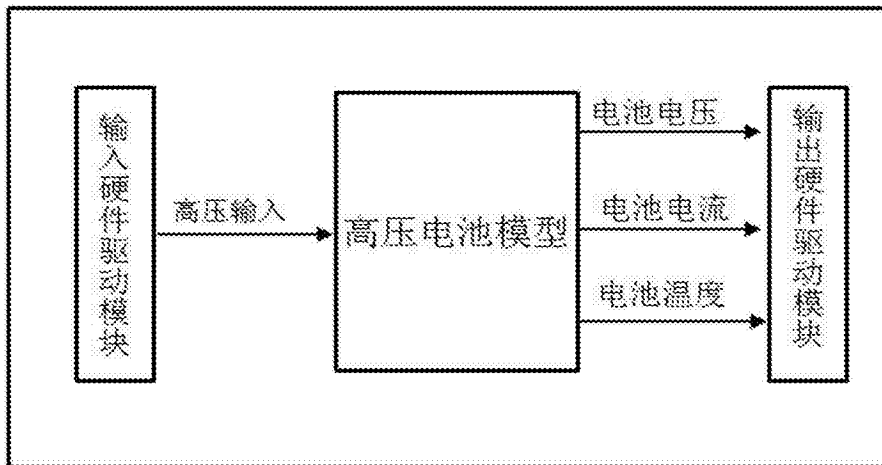 输入硬件驱动模块
高压输入
高压电池模型
电池电压
电池电流
电池温度
输出硬件驱动模块